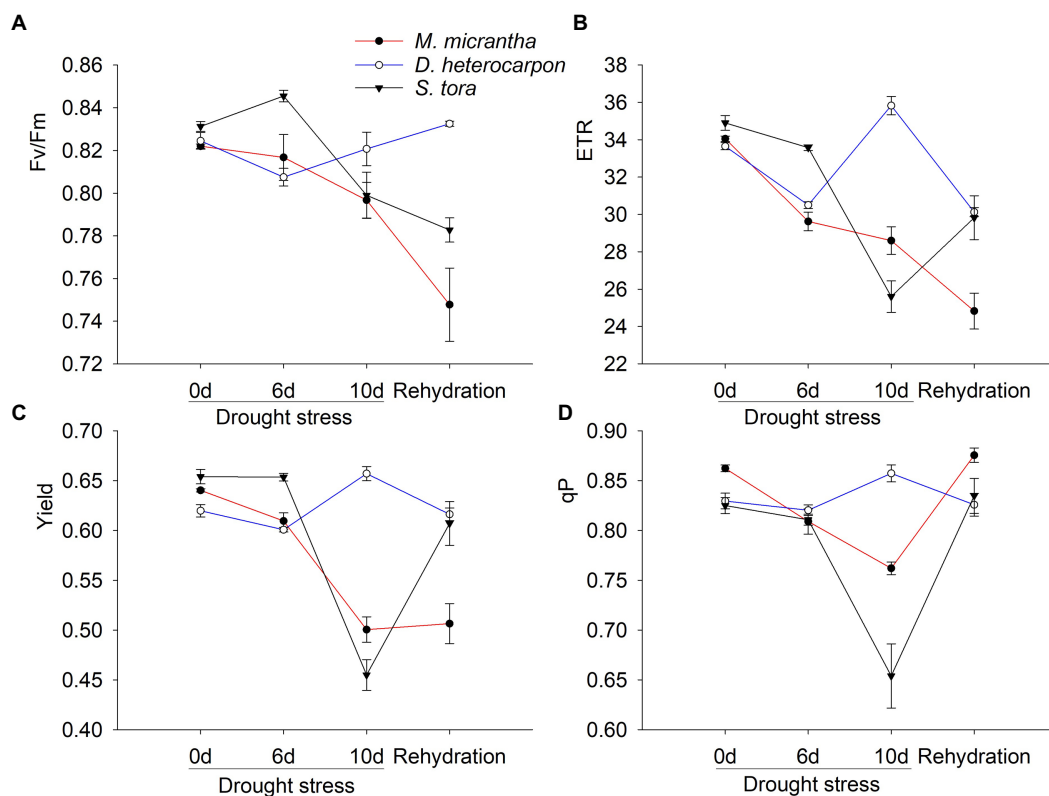 A
M. micrantha
D. heterocarpon
S. tora
0.86
0.84
0.82
0.80
0.78
0.76
0.74
0.72
Fv/Fm
0d 6d 10d Rehydration
Drought stress
B
38
36
34
32
30
28
26
24
22
ETR
0d 6d 10d Rehydration
Drought stress
C
0.70
0.65
0.60
0.55
0.50
0.45
0.40
Yield
0d 6d 10d Rehydration
Drought stress
D
0.90
0.85
0.80
0.75
0.70
0.65
0.60
qP
0d 6d 10d Rehydration
Drought stress